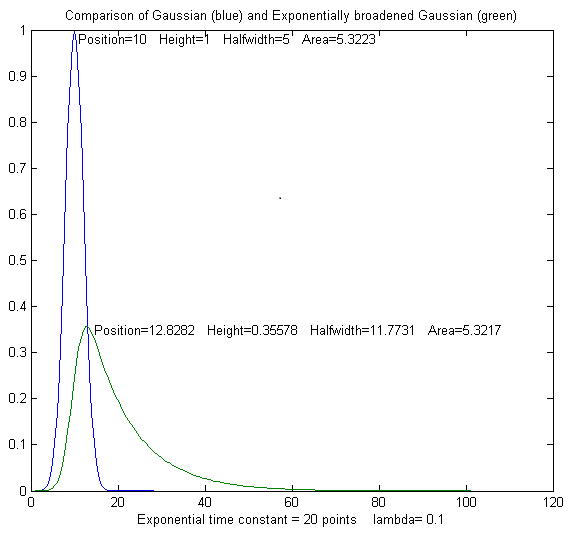 Comparison of Gaussian (blue) and Exponentially broadened Gaussian (green)
1
Position=10 Height=1 Halfwidth=5 Area=5.3223
0.9
0.8
0.7
0.6
0.5
0.4
Position=12.8282 Height=0.35578 Halfwidth=11.7731 Area=5.3217
0.3
0.2
0.1
0
0 20 40 60 80 100 120
Exponential time constant = 20 points lambda= 0.1